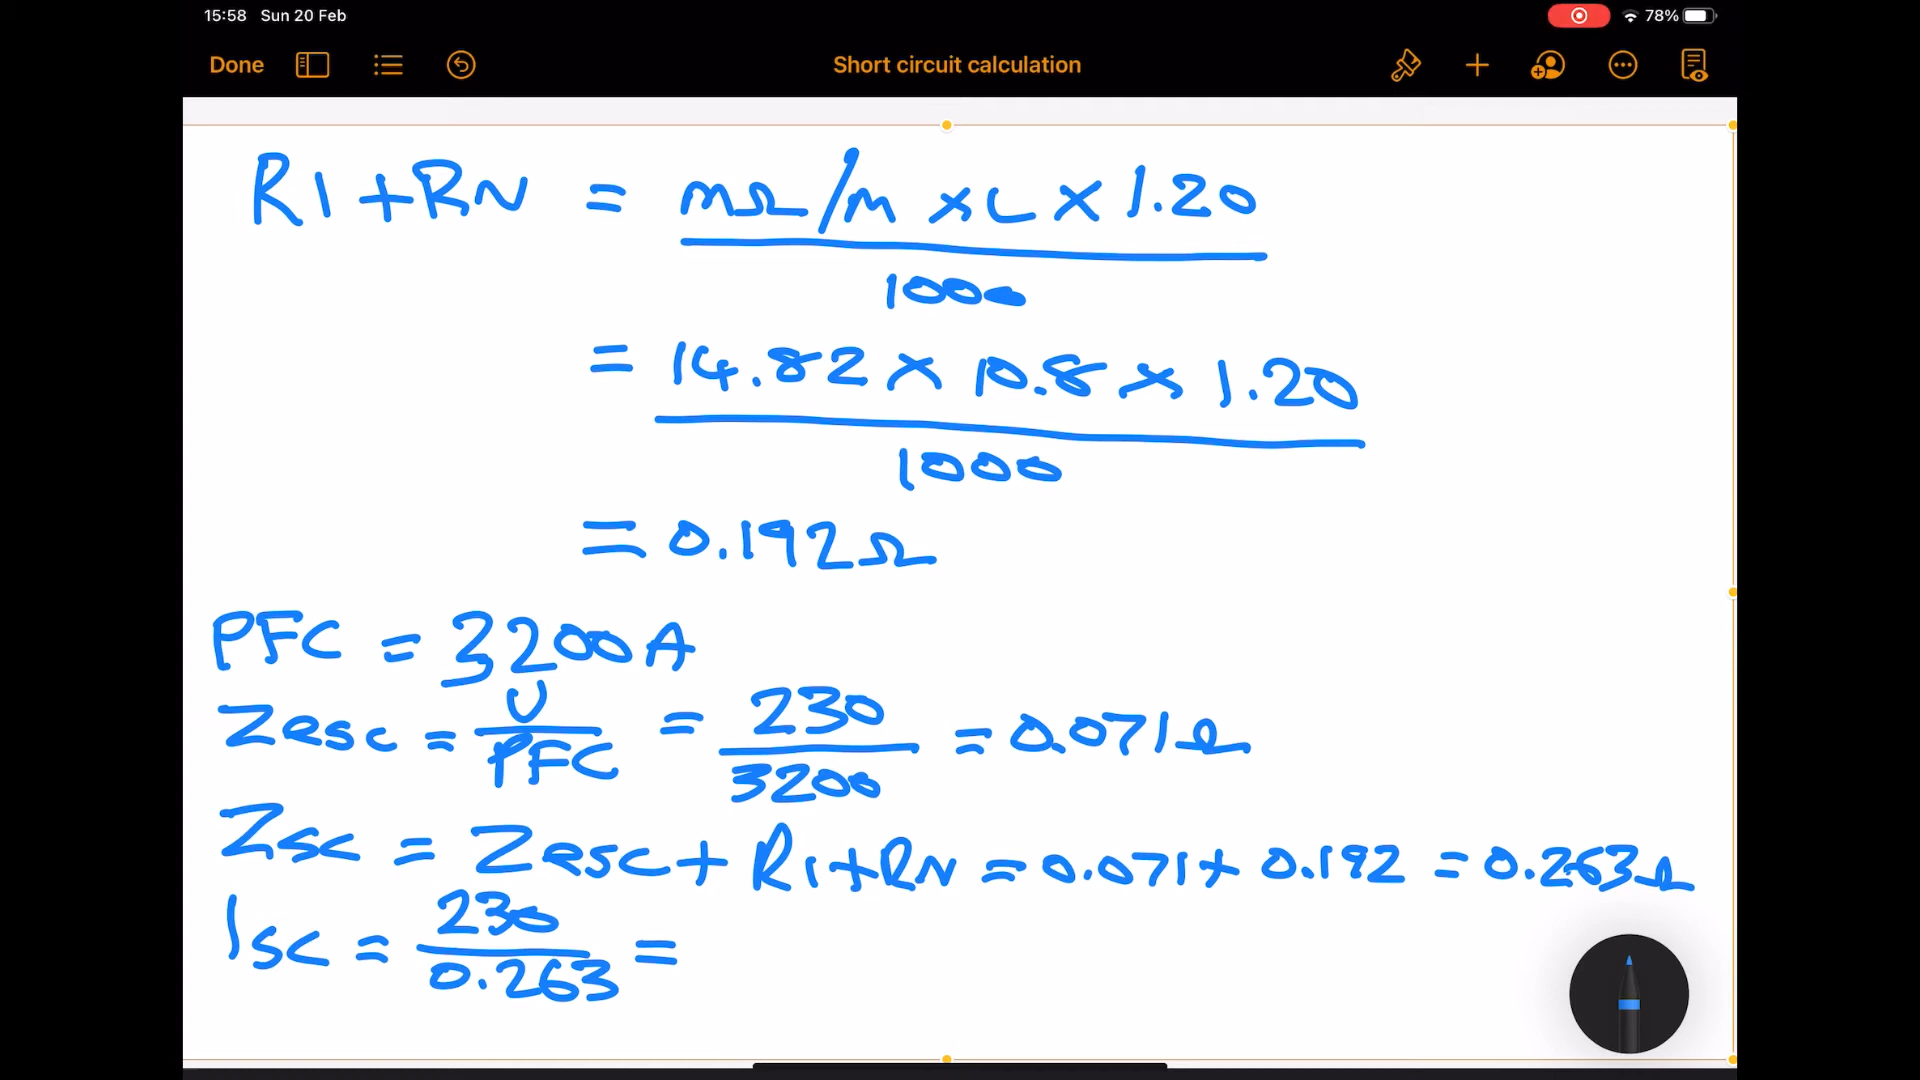 15:58 Sun 20 Feb 78%
Done Short circuit calculation
R1+RN = mΩ/m × L × 1.20
1000
= 14.82 × 10.8 × 1.20
1000
= 0.192Ω
PFC = 3200A
Zesc = U = 230 = 0.071Ω
PFC 3200
Zsc = Zesc + R1+RN = 0.071 + 0.192 = 0.263Ω
Isc = 230 =
0.263